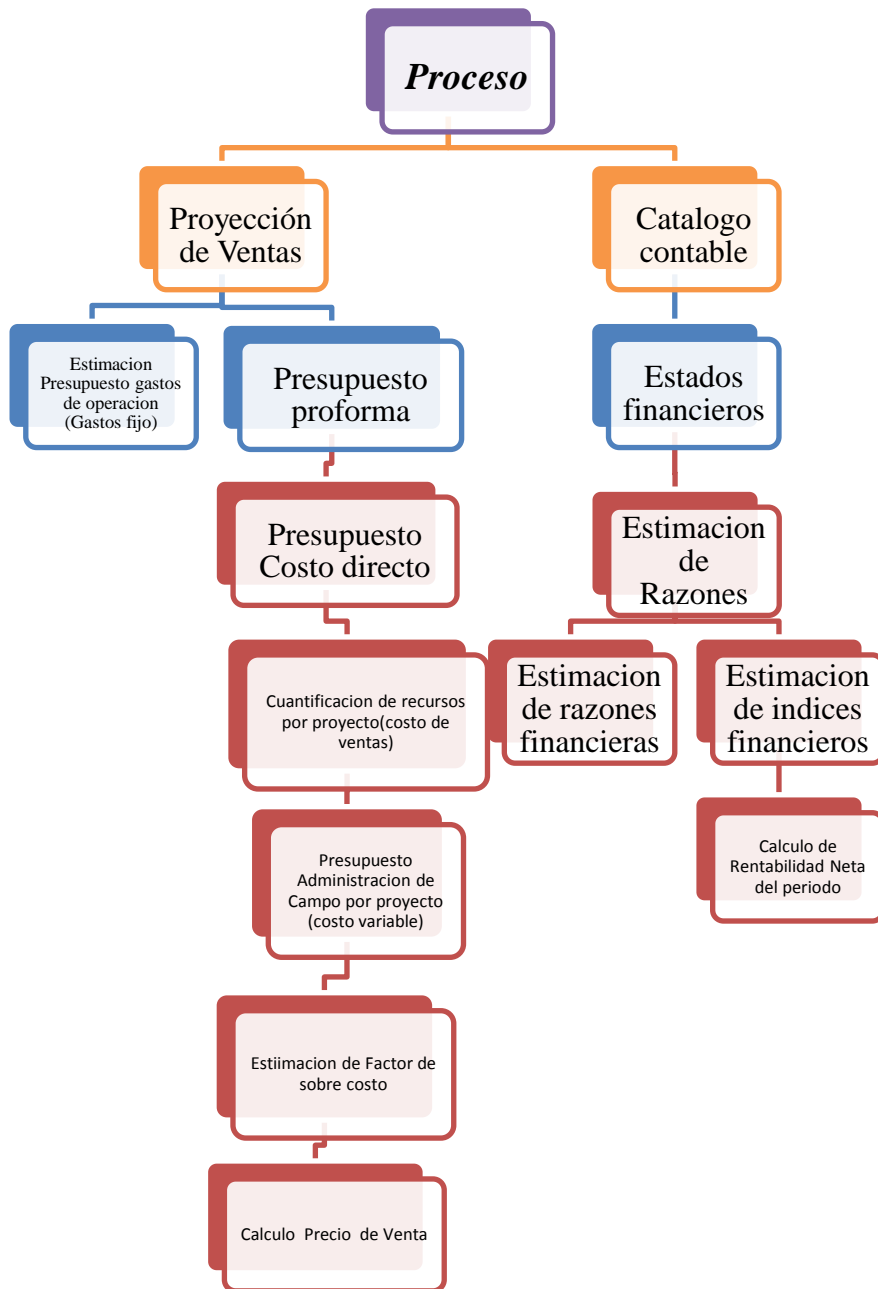 Proceso
Proyección
de Ventas
Catalogo
contable
Estimacion
Presupuesto gastos
de operacion
(Gastos fijo)
Presupuesto
proforma
Estados
financieros
Presupuesto
Costo directo
Estimacion
de
Razones
Cuantificacion de recursos
por proyecto(costo de
ventas)
Estimacion
de razones
financieras
Estimacion
de indices
financieros
Presupuesto
Administracion de
Campo por proyecto
(costo variable)
Calculo de
Rentabilidad Neta
del periodo
Estiimacion de Factor de
sobre costo
Calculo Precio de Venta